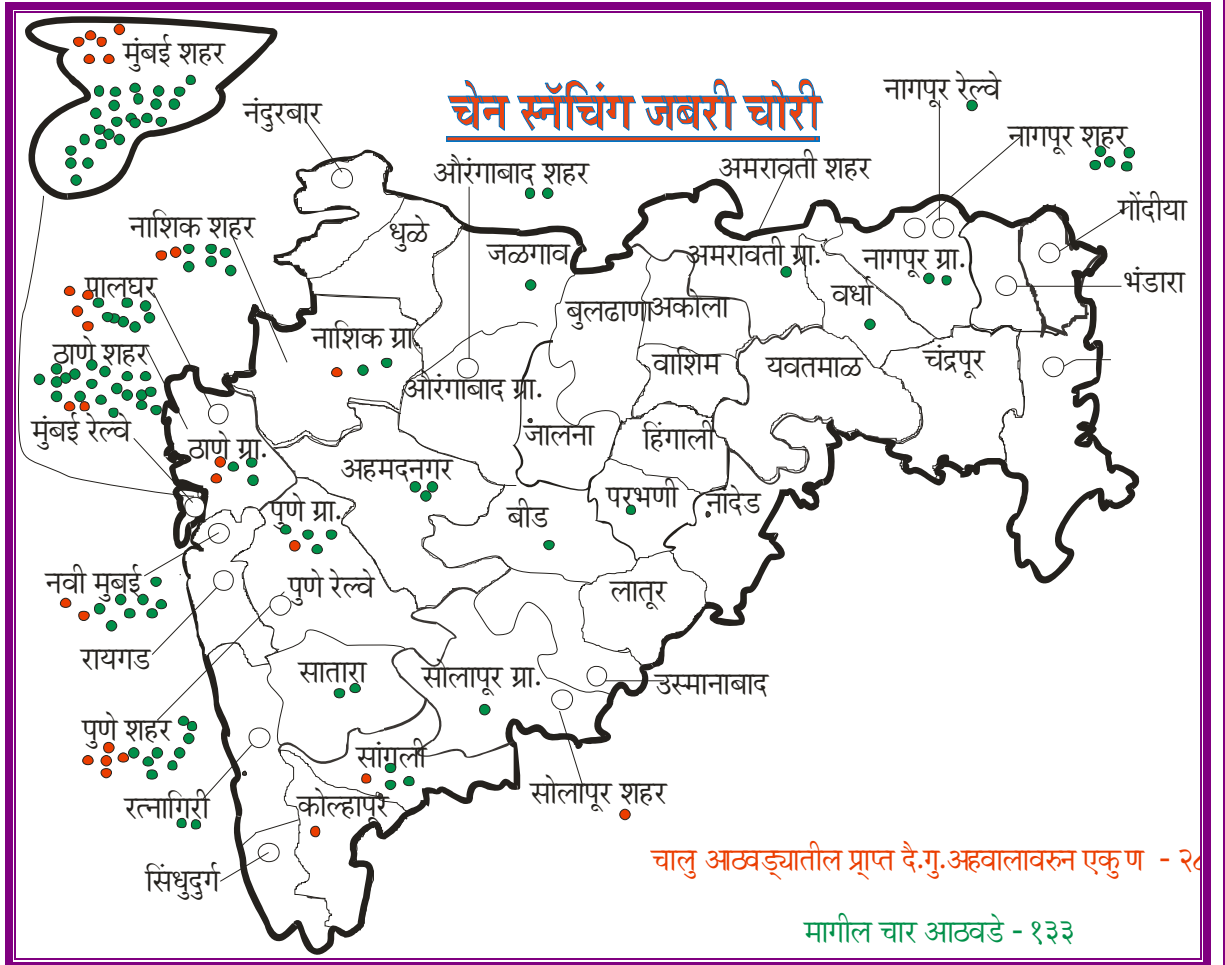 मुंबई शहर
चेन स्नॅचिंग जबरी चोरी
नागपूर रेल्वे
नंदुरबार
नागपूर शहर
औरंगाबाद शहर
अमरावती शहर
गोंदीया
नाशिक शहर
धुळे
जळगाव
अमरावती ग्रा.
नागपूर ग्रा.
भंडारा
पालघर
वर्धा
बुलढाणा
अकोला
नाशिक ग्रा.
ठाणे शहर
वाशिम
यवतमाळ
चंद्रपूर
औरंगाबाद ग्रा.
मुंबई रेल्वे
जालना
हिंगाली
ठाणे ग्रा.
अहमदनगर
परभणी
नांदेड
पुणे ग्रा.
बीड
नवी मुबई
पुणे रेल्वे
लातूर
रायगड
सातारा
सोलापूर ग्रा.
उस्मानाबाद
पुणे शहर
सांगली
सोलापूर शहर
रत्नागिरी
कोल्हापूर
सिंधुदुर्ग
चालु आठवड्यातील प्राप्त दै.गु.अहवालावरुन एकुण -
मागील चार आठवडे - १३३